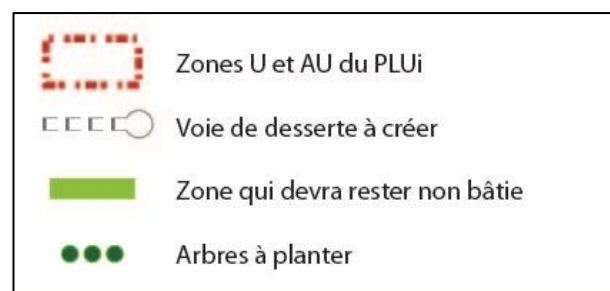 Zones U et AU du PLUi
Voie de desserte à créer
Zone qui devra rester non bâtie
Arbres à planter